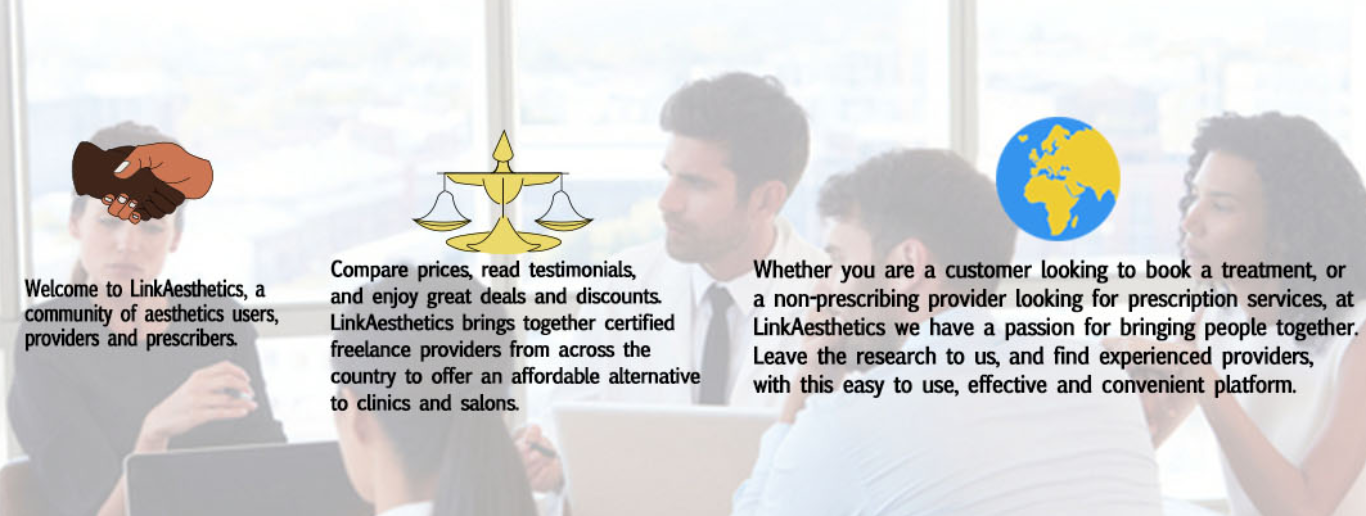 Welcome to LinkAesthetics, a
community of aesthetics users,
providers and prescribers.
Compare prices, read testimonials,
and enjoy great deals and discounts.
LinkAesthetics brings together certified
freelance providers from across the
country to offer an affordable alternative
to clinics and salons.
Whether you are a customer looking to book a treatment, or
a non-prescribing provider looking for prescription services, at
LinkAesthetics we have a passion for bringing people together.
Leave the research to us, and find experienced providers,
with this easy to use, effective and convenient platform.